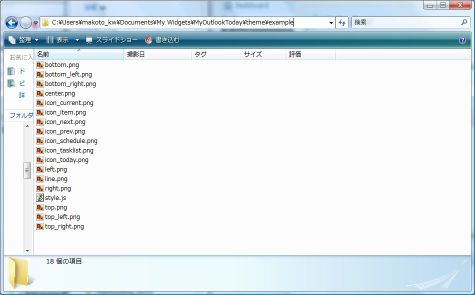 C:¥Users¥makoto_kw¥Documents¥My Widgets¥MyOutlookToday¥theme¥example
検索
整理 表示 スライドショー 書き込む
お気に入
名前 撮影日 タグ サイズ 評価
ド
ピ
詳
フォルダ
bottom.png
bottom_left.png
bottom_right.png
center.png
icon_current.png
icon_item.png
icon_next.png
icon_prev.png
icon_schedule.png
icon_tasklist.png
icon_today.png
left.png
line.png
right.png
style.js
top.png
top_left.png
top_right.png
18 個の項目